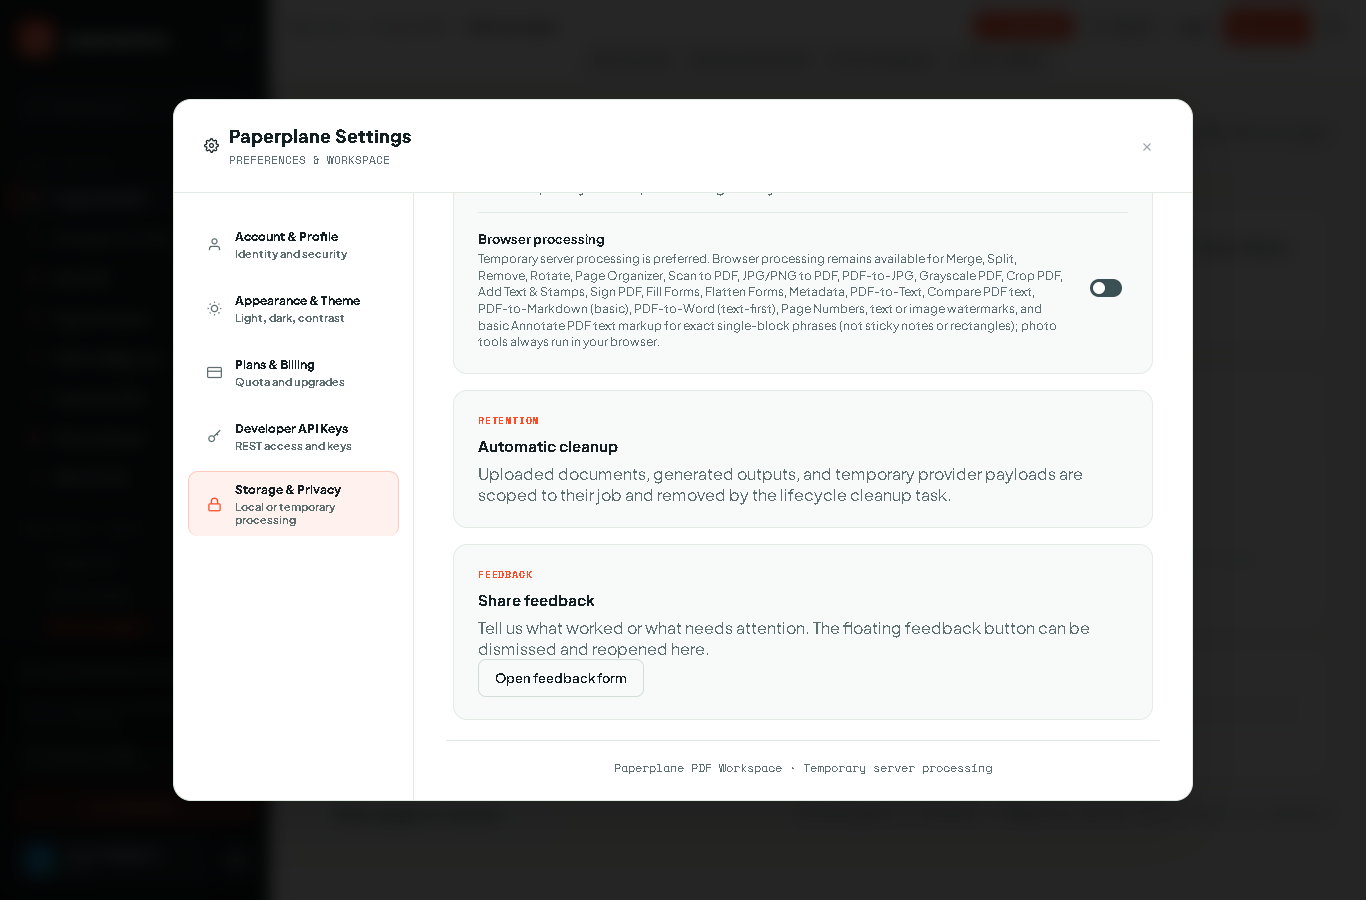 Paperplane Settings
PREFERENCES & WORKSPACE
Account & Profile
Identity and security
Appearance & Theme
Light, dark, contrast
Plans & Billing
Quota and upgrades
Developer API Keys
REST access and keys
Storage & Privacy
Local or temporary
processing
Browser processing
Temporary server processing is preferred. Browser processing remains available for Merge, Split,
Remove, Rotate, Page Organizer, Scan to PDF, JPG/PNG to PDF, PDF-to-JPG, Grayscale PDF, Crop PDF,
Add Text & Stamps, Sign PDF, Fill Forms, Flatten Forms, Metadata, PDF-to-Text, Compare PDF text,
PDF-to-Markdown (basic), PDF-to-Word (text-first), Page Numbers, text or image watermarks, and
basic Annotate PDF text markup for exact single-block phrases (not sticky notes or rectangles); photo
tools always run in your browser.
RETENTION
Automatic cleanup
Uploaded documents, generated outputs, and temporary provider payloads are
scoped to their job and removed by the lifecycle cleanup task.
FEEDBACK
Share feedback
Tell us what worked or what needs attention. The floating feedback button can be
dismissed and reopened here.
Open feedback form
Paperplane PDF Workspace · Temporary server processing